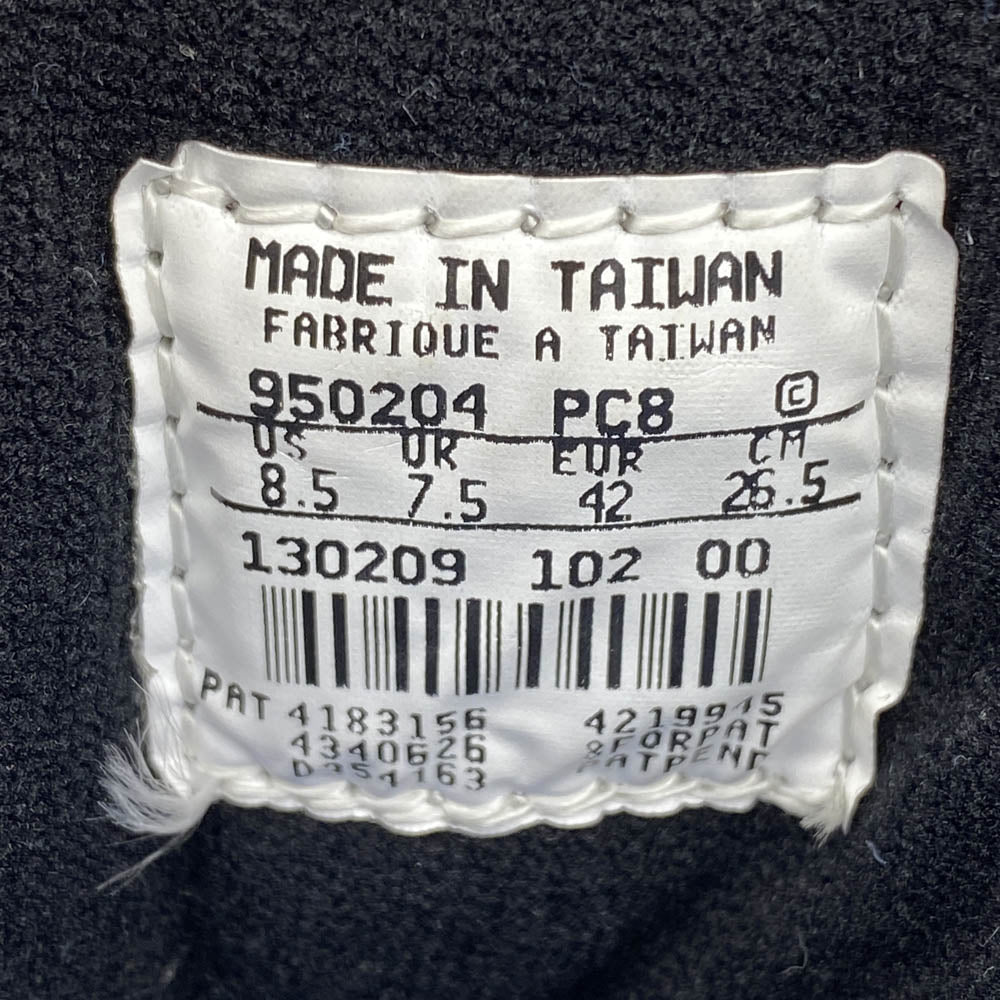 MADE IN TAIWAN
FABRIQUE A TAIWAN
950204 PC8 ©
US UK EUR CM
8.5 7.5 42 26.5
130209 102 00
PAT 4183156 4219945
4340626 &FORPAT
PATPEND